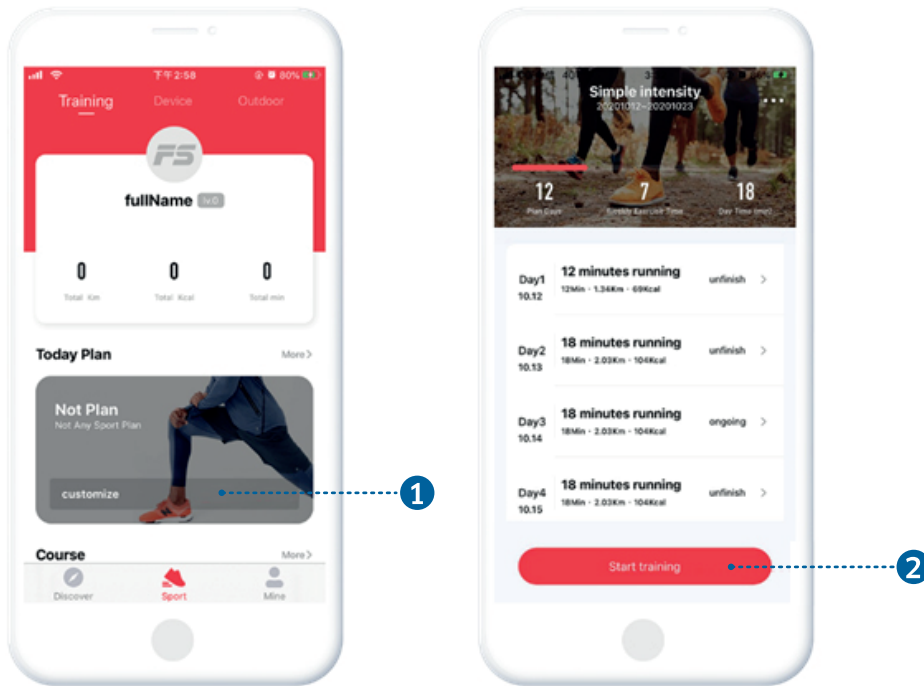 下午2:58
80%
Training
Device
Outdoor
FS
fullName lv.0
0
0
0
Total Km
Total Kcal
Total min
Today Plan
More>
Not Plan
Not Any Sport Plan
customize
1
Course
More>
Discover
Sport
Mine
Simple intensity
20201012~20201023
12
7
18
Plan Days
Weekly Exercise Time
Day Time
Day1
12 minutes running
unfinish >
10.12
12Min · 1.34Km · 69Kcal
Day2
18 minutes running
unfinish >
10.13
18Min · 2.03Km · 104Kcal
Day3
18 minutes running
ongoing >
10.14
18Min · 2.03Km · 104Kcal
Day4
18 minutes running
unfinish >
10.15
18Min · 2.03Km · 104Kcal
Start training
2